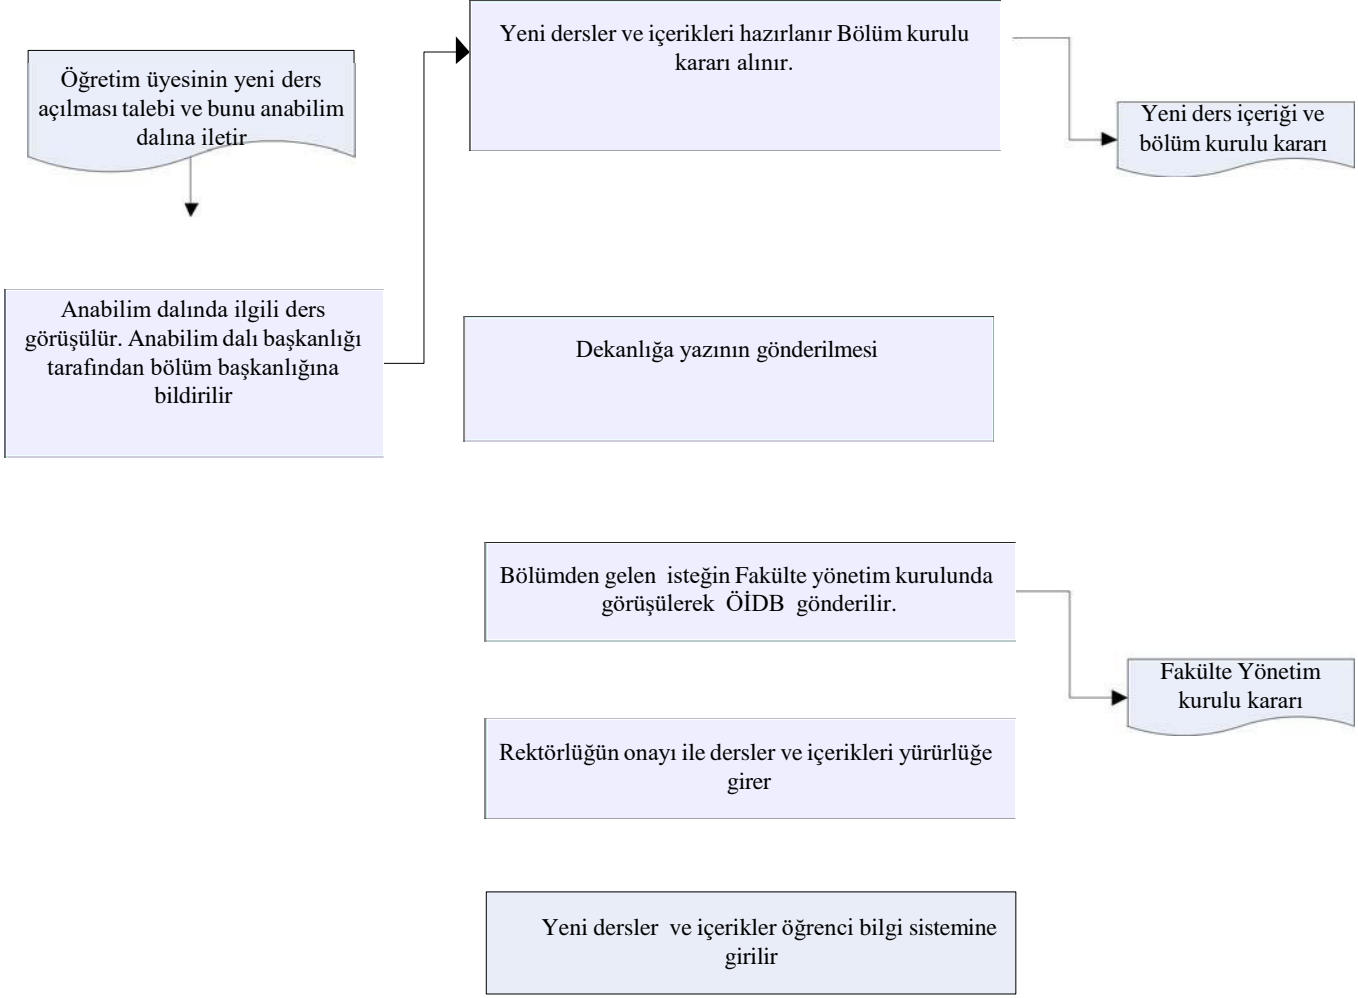 Öğretim üyesinin yeni ders
açılması talebi ve bunu anabilim
dalına iletir
Anabilim dalında ilgili ders
görüşülür. Anabilim dalı başkanlığı
tarafından bölüm başkanlığına
bildirilir
Yeni dersler ve içerikleri hazırlanır Bölüm kurulu
kararı alınır.
Yeni ders içeriği ve
bölüm kurulu kararı
Dekanlığa yazının gönderilmesi
Bölümden gelen isteğin Fakülte yönetim kurulunda
görüşülerek ÖİDB gönderilir.
Fakülte Yönetim
kurulu kararı
Rektörlüğün onayı ile dersler ve içerikleri yürürlüğe
girer
Yeni dersler ve içerikler öğrenci bilgi sistemine
girilir